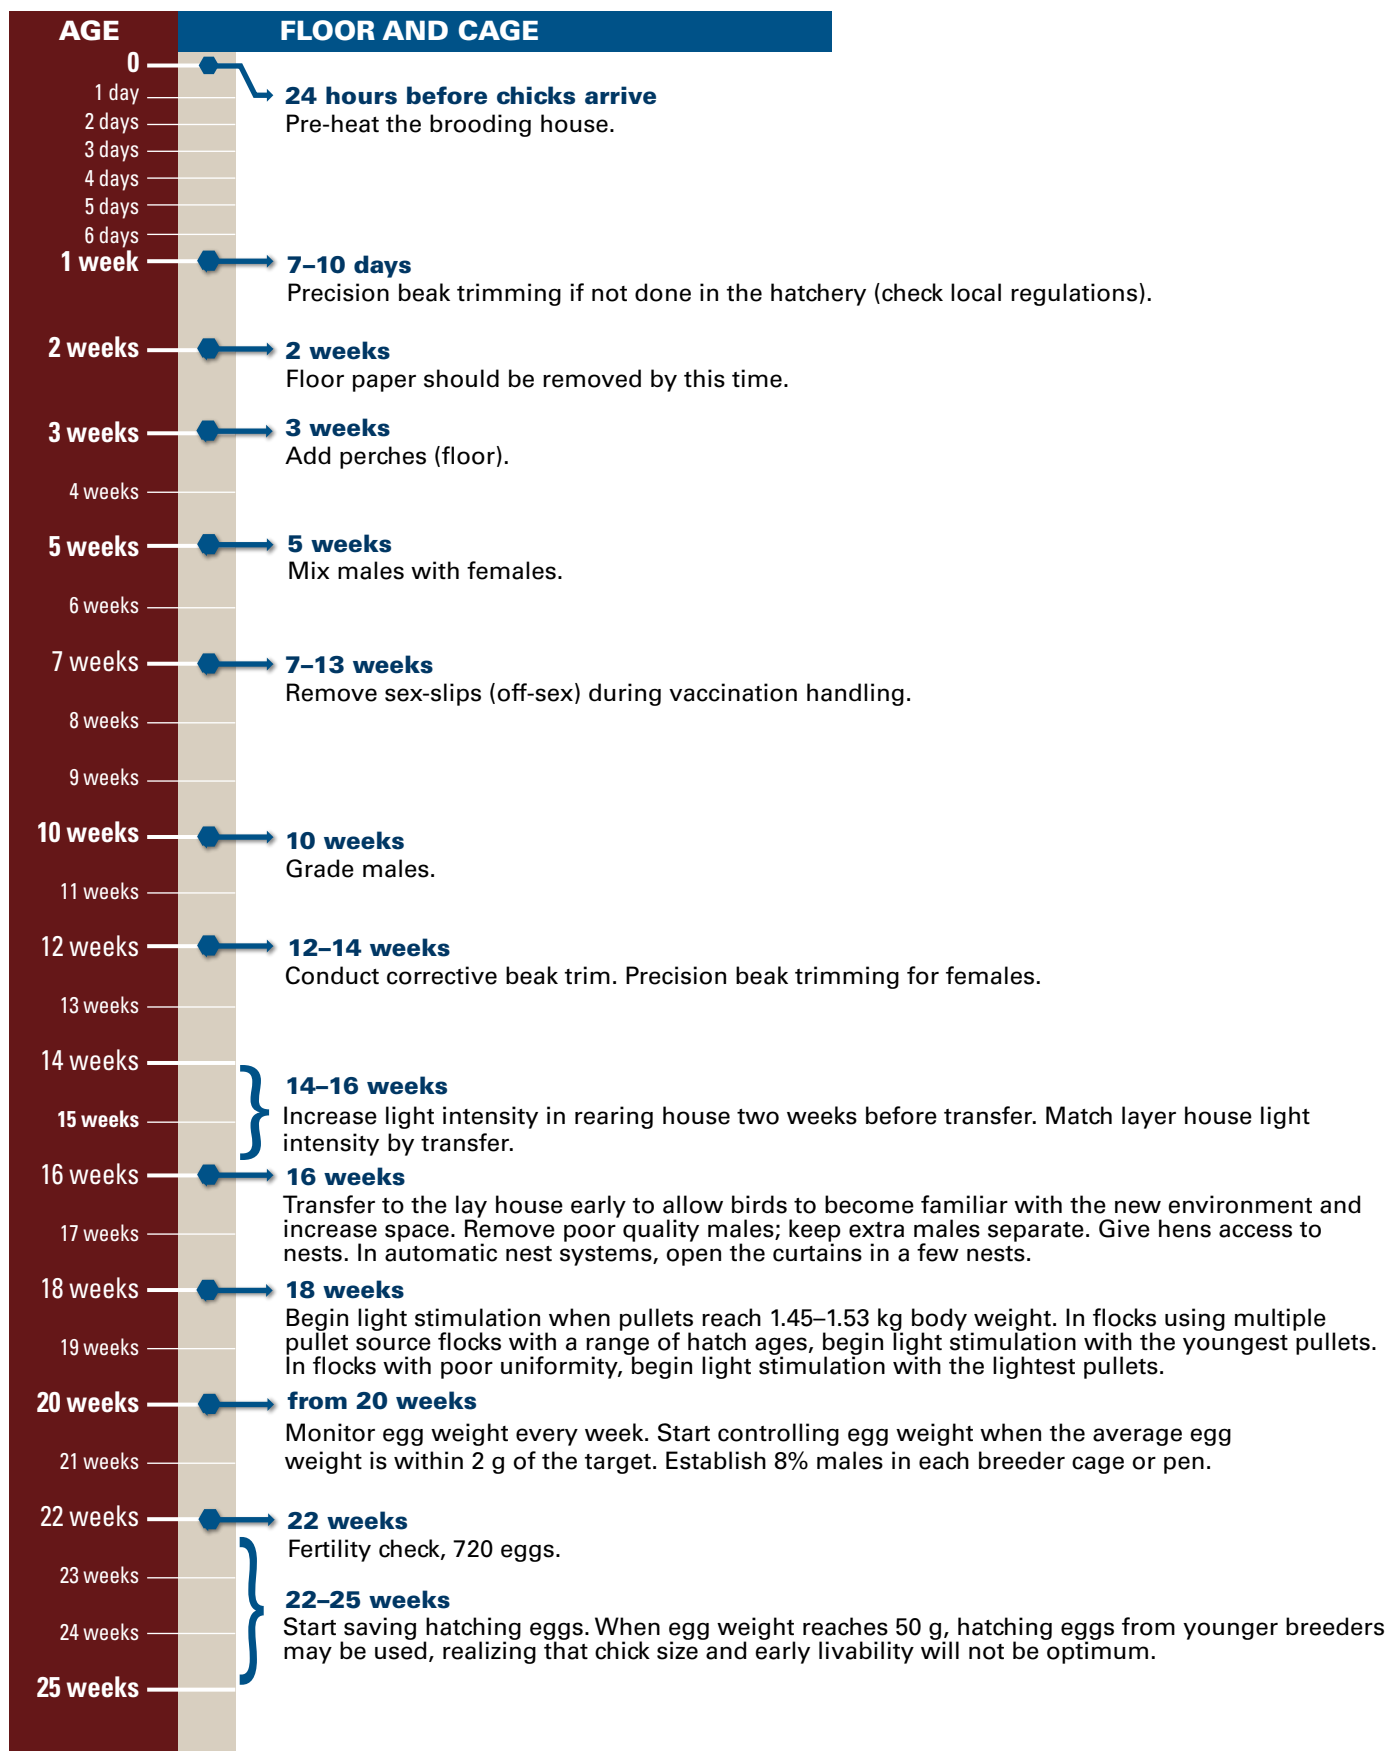 AGE
FLOOR AND CAGE
0
1 day
24 hours before chicks arrive
2 days
Pre-heat the brooding house.
3 days
4 days
5 days
6 days
1 week
7–10 days
Precision beak trimming if not done in the hatchery (check local regulations).
2 weeks
2 weeks
Floor paper should be removed by this time.
3 weeks
3 weeks
Add perches (floor).
4 weeks
5 weeks
5 weeks
Mix males with females.
6 weeks
7 weeks
7–13 weeks
Remove sex-slips (off-sex) during vaccination handling.
8 weeks
9 weeks
10 weeks
10 weeks
Grade males.
11 weeks
12 weeks
12–14 weeks
Conduct corrective beak trim. Precision beak trimming for females.
13 weeks
14 weeks
14–16 weeks
15 weeks
Increase light intensity in rearing house two weeks before transfer. Match layer house light
intensity by transfer.
16 weeks
16 weeks
Transfer to the lay house early to allow birds to become familiar with the new environment and
17 weeks
increase space. Remove poor quality males; keep extra males separate. Give hens access to
nests. In automatic nest systems, open the curtains in a few nests.
18 weeks
18 weeks
Begin light stimulation when pullets reach 1.45–1.53 kg body weight. In flocks using multiple
19 weeks
pullet source flocks with a range of hatch ages, begin light stimulation with the youngest pullets.
In flocks with poor uniformity, begin light stimulation with the lightest pullets.
20 weeks
from 20 weeks
Monitor egg weight every week. Start controlling egg weight when the average egg
21 weeks
weight is within 2 g of the target. Establish 8% males in each breeder cage or pen.
22 weeks
22 weeks
Fertility check, 720 eggs.
23 weeks
22–25 weeks
Start saving hatching eggs. When egg weight reaches 50 g, hatching eggs from younger breeders
24 weeks
may be used, realizing that chick size and early livability will not be optimum.
25 weeks